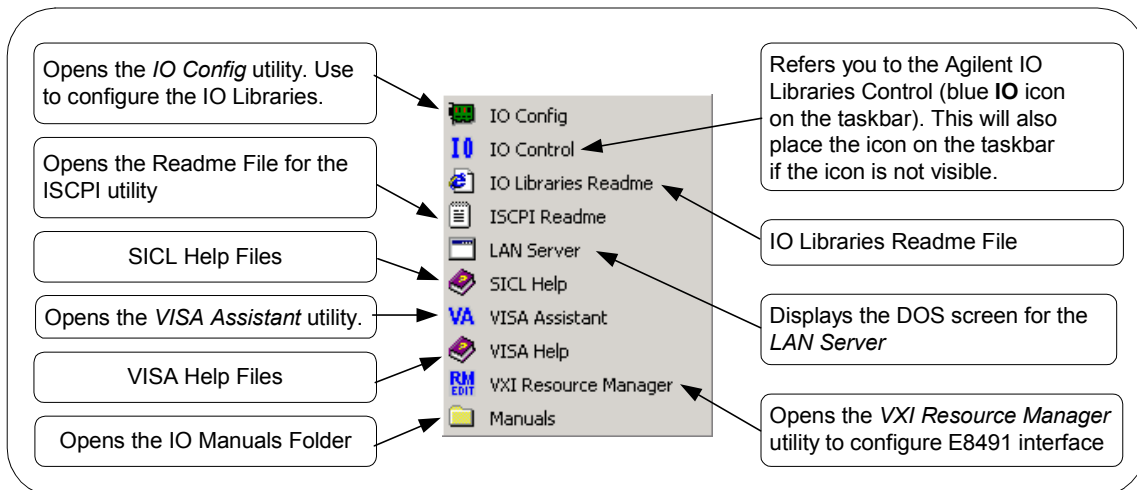 Opens the IO Config utility. Use
to configure the IO Libraries.
Opens the Readme File for the
ISCPI utility
SICL Help Files
Opens the VISA Assistant utility.
VISA Help Files
Opens the IO Manuals Folder
IO Config
IO IO Control
IO Libraries Readme
ISCPI Readme
LAN Server
SICL Help
VA VISA Assistant
VISA Help
RM EDIT VXI Resource Manager
Manuals
Refers you to the Agilent IO
Libraries Control (blue IO icon
on the taskbar). This will also
place the icon on the taskbar
if the icon is not visible.
IO Libraries Readme File
Displays the DOS screen for the
LAN Server
Opens the VXI Resource Manager
utility to configure E8491 interface